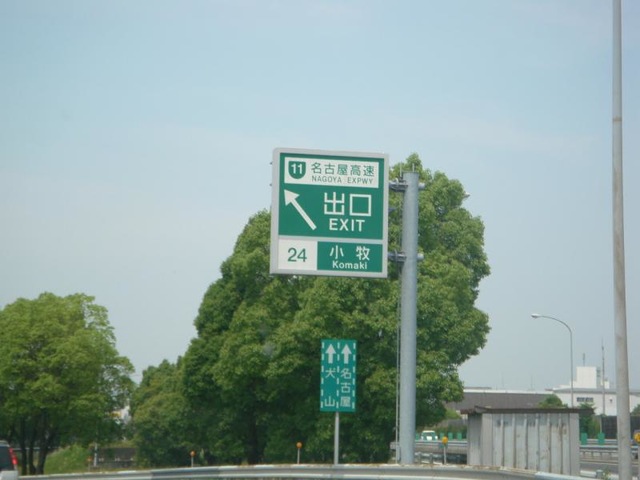 11 名古屋高速
NAGOYA EXPWY
出口
EXIT
24 小牧
Komaki
犬山
名古屋